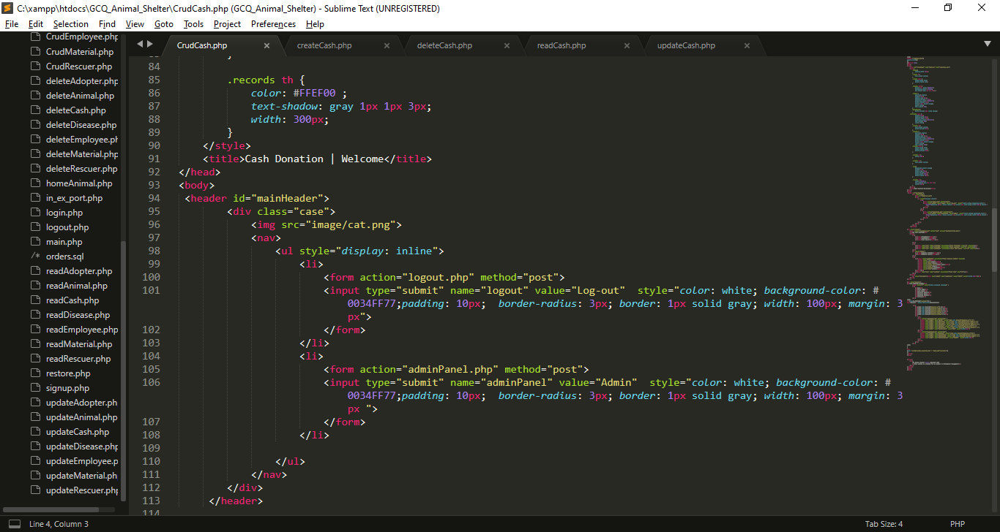 C:\xampp\htdocs\GCQ_Animal_Shelter\CrudCash.php (GCQ_Animal_Shelter) - Sublime Text (UNREGISTERED)
File Edit Selection Find View Goto Tools Project Preferences Help
CrudEmployee.php
CrudMaterial.php
CrudRescuer.php
deleteAdopter.php
deleteAnimal.php
deleteCash.php
deleteDisease.php
deleteEmployee.ph
deleteMaterial.php
deleteRescuer.php
homeAnimal.php
in_ex_port.php
login.php
logout.php
main.php
/* orders.sql
readAdopter.php
readAnimal.php
readCash.php
readDisease.php
readEmployee.php
readMaterial.php
readRescuer.php
restore.php
signup.php
updateAdopter.ph
updateAnimal.php
updateCash.php
updateDisease.php
updateEmployee.p
updateMaterial.ph
updateRescuer.php
CrudCash.php × createCash.php × deleteCash.php × readCash.php × updateCash.php ×
83 }
84
85 .records th {
86 color: #FFEF00 ;
87 text-shadow: gray 1px 1px 3px;
88 width: 300px;
89 }
90 </style>
91 <title>Cash Donation | Welcome</title>
92 </head>
93 <body>
94 <header id="mainHeader">
95 <div class="case">
96 <img src="image/cat.png">
97 <nav>
98 <ul style="display: inline">
99 <li>
100 <form action="logout.php" method="post">
101 <input type="submit" name="logout" value="Log-out"  style="color: white; background-color: #
0034FF77;padding: 10px;  border-radius: 3px; border: 1px solid gray; width: 100px; margin: 3
px">
102 </form>
103 </li>
104 <li>
105 <form action="adminPanel.php" method="post">
106 <input type="submit" name="adminPanel" value="Admin"  style="color: white; background-color: #
0034FF77;padding: 10px;  border-radius: 3px; border: 1px solid gray; width: 100px; margin: 3
px ">
107 </form>
108 </li>
109
110 </ul>
111 </nav>
112 </div>
113 </header>
114
Line 4, Column 3 Tab Size: 4 PHP